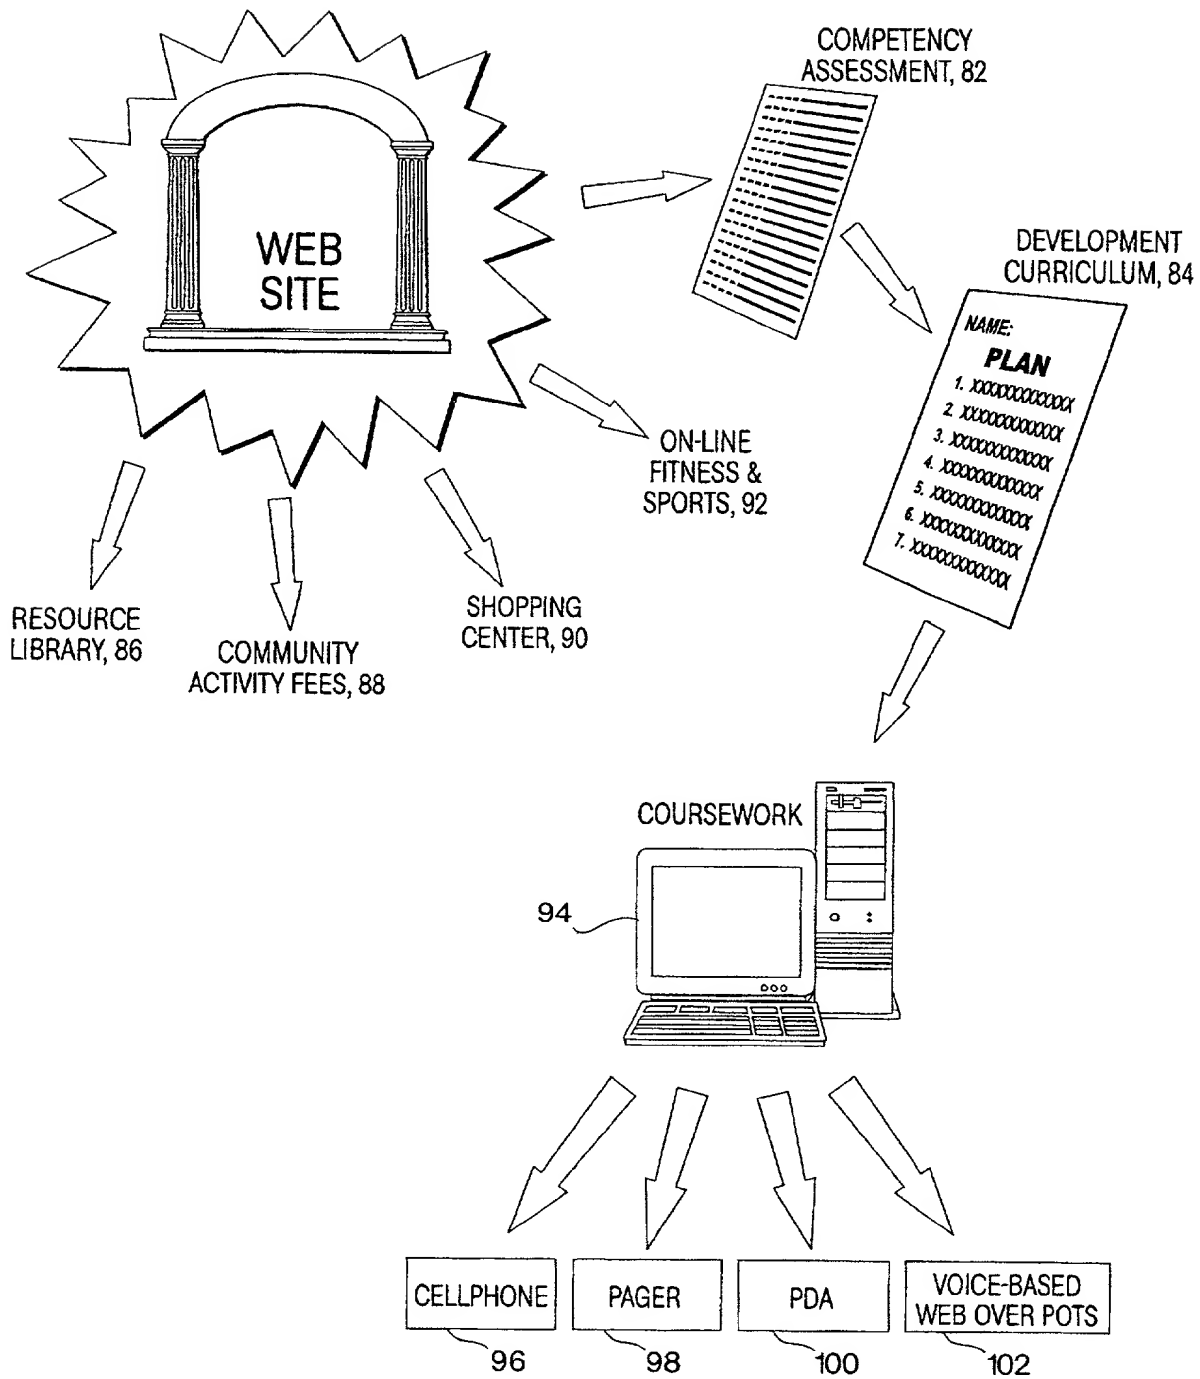 COMPETENCY
ASSESSMENT, 82
WEB
SITE
DEVELOPMENT
CURRICULUM, 84
NAME:
PLAN
1. XXXXXXXXXXXX
2. XXXXXXXXXXXX
3. XXXXXXXXXXXX
4. XXXXXXXXXXXX
5. XXXXXXXXXXXX
6. XXXXXXXXXXXX
7. XXXXXXXXXXXX
ON-LINE
FITNESS &
SPORTS, 92
RESOURCE
LIBRARY, 86
COMMUNITY
ACTIVITY FEES, 88
SHOPPING
CENTER, 90
COURSEWORK
94
CELLPHONE
PAGER
PDA
VOICE-BASED
WEB OVER POTS
96
98
100
102